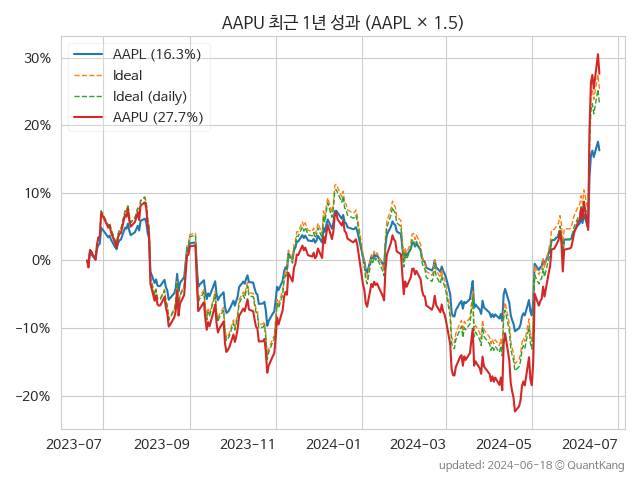 AAPU 최근 1년 성과 (AAPL × 1.5)
AAPL (16.3%)
Ideal
Ideal (daily)
AAPU (27.7%)
30%
20%
10%
0%
−10%
−20%
2023-07
2023-09
2023-11
2024-01
2024-03
2024-05
2024-07
updated: 2024-06-18 © QuantKang